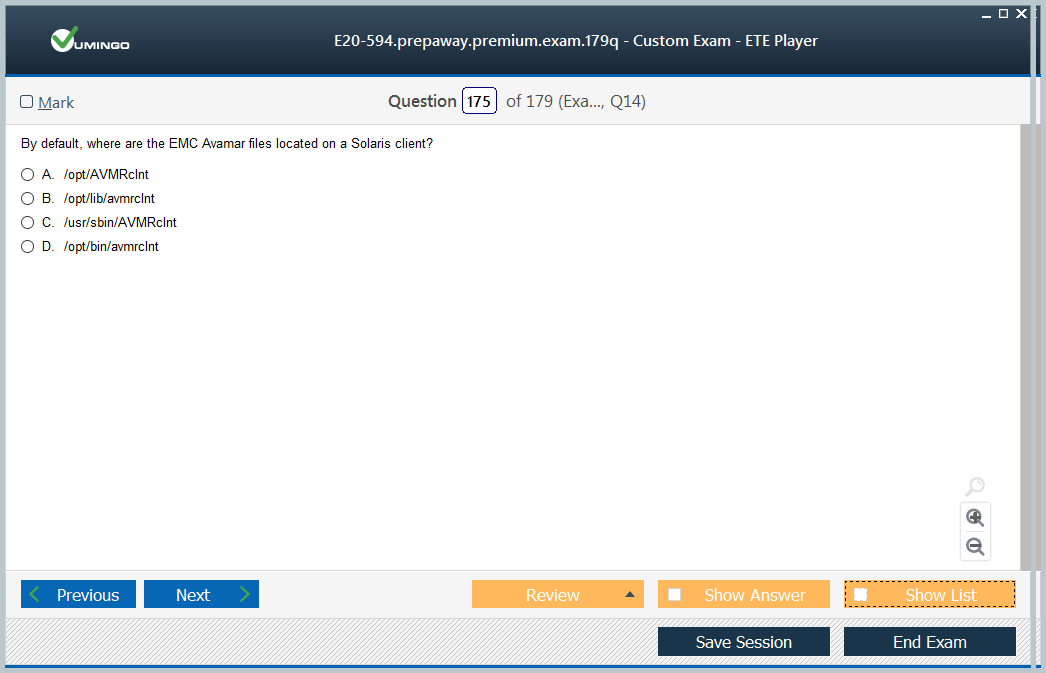 VUMINGO
E20-594.prepaway.premium.exam.179q - Custom Exam - ETE Player
Mark
Question 175 of 179 (Exa..., Q14)
By default, where are the EMC Avamar files located on a Solaris client?
A. /opt/AVMRclnt
B. /opt/lib/avmrclnt
C. /usr/sbin/AVMRclnt
D. /opt/bin/avmrclnt
Previous
Next
Review
Show Answer
Show List
Save Session
End Exam